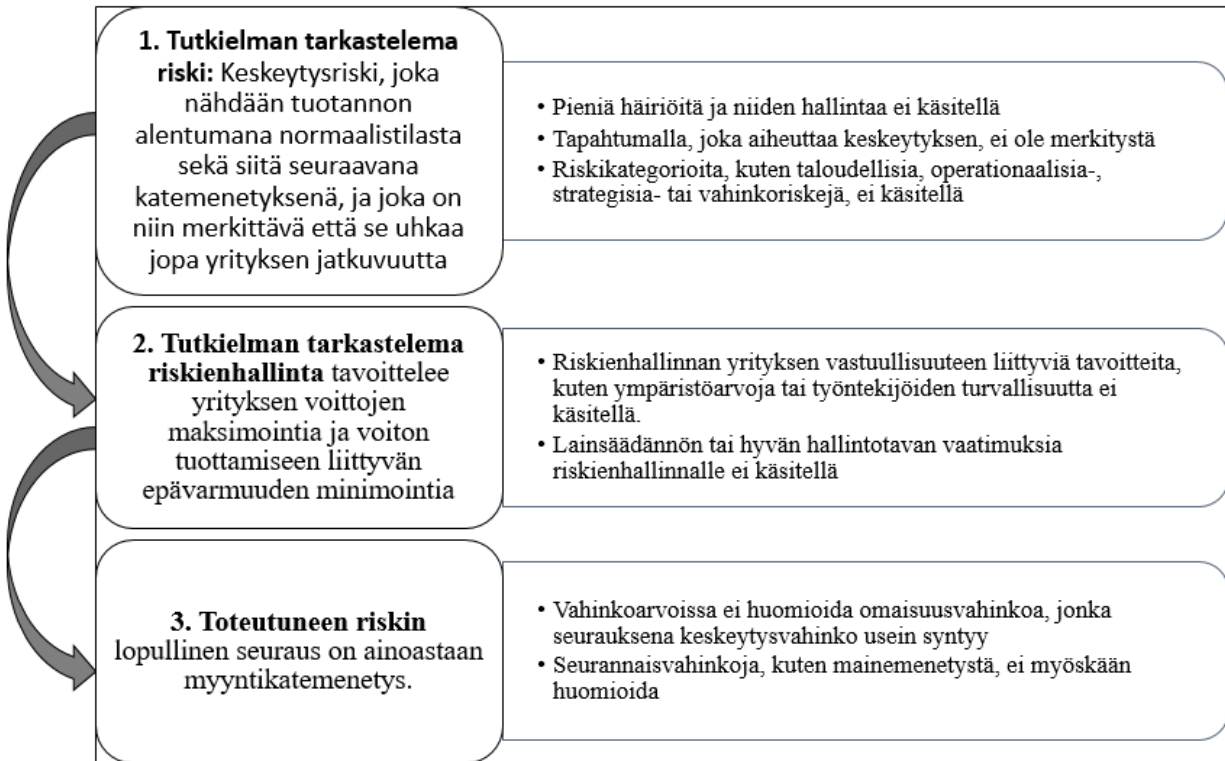 1. Tutkielman tarkastelema
riski: Keskeytysriski, joka
nähdään tuotannon
alentumana normaalistilasta
sekä siitä seuraavana
katemenetyksenä, ja joka on
niin merkittävä että se uhkaa
jopa yrityksen jatkuvuutta
• Pieniä häiriöitä ja niiden hallintaa ei käsitellä
• Tapahtumalla, joka aiheuttaa keskeytyksen, ei ole merkitystä
• Riskikategorioita, kuten taloudellisia, operationaalisia-,
strategisia- tai vahinkoriskejä, ei käsitellä
2. Tutkielman tarkastelema
riskienhallinta tavoittelee
yrityksen voittojen
maksimointia ja voiton
tuottamiseen liittyvän
epävarmuuden minimointia
• Riskienhallinnan yrityksen vastuullisuuteen liittyviä tavoitteita,
kuten ympäristöarvoja tai työntekijöiden turvallisuutta ei
käsitellä.
• Lainsäädännön tai hyvän hallintotavan vaatimuksia
riskienhallinnalle ei käsitellä
3. Toteutuneen riskin
lopullinen seuraus on ainoastaan
myyntikatemenetys.
• Vahinkoarvoissa ei huomioida omaisuusvahinkoa, jonka
seurauksena keskeytysvahinko usein syntyy
• Seurannaisvahinkoja, kuten mainemenetystä, ei myöskään
huomioida